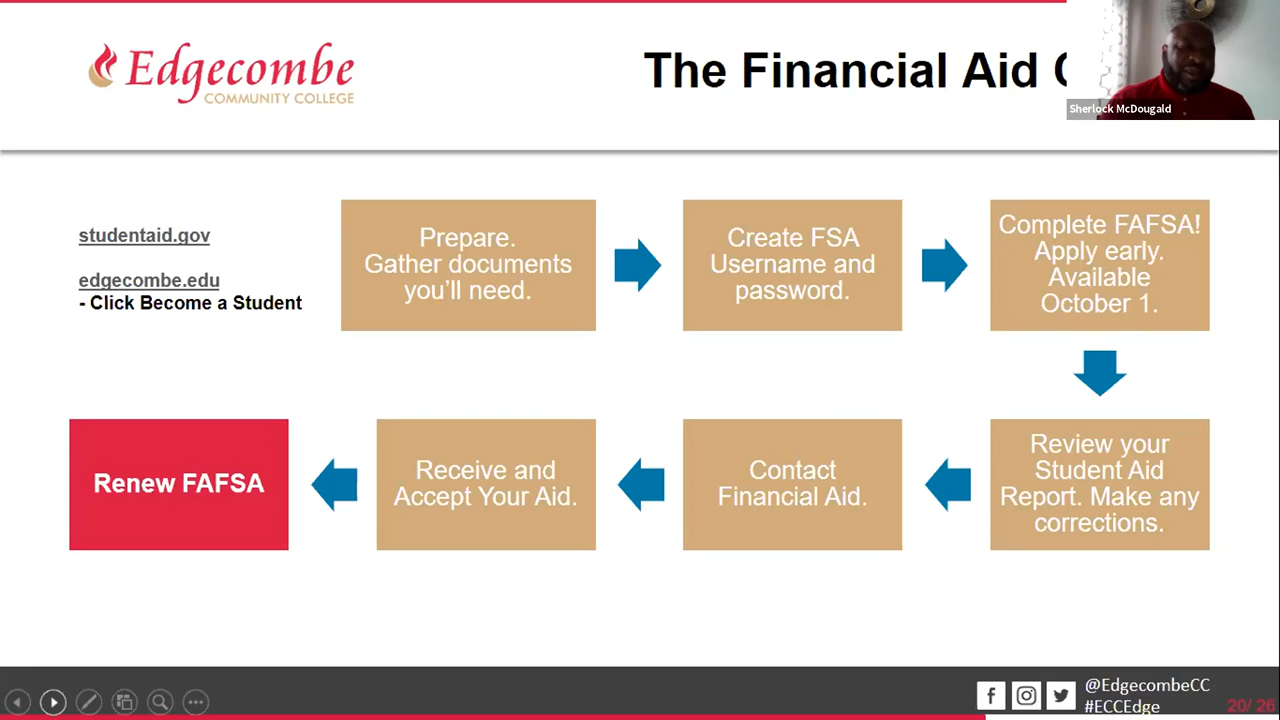 Edgecombe
COMMUNITY COLLEGE
The Financial Aid
Sherlock McDougald
studentaid.gov
edgecombe.edu
- Click Become a Student
Prepare.
Gather documents
you'll need.
Create FSA
Username and
password.
Complete FAFSA!
Apply early.
Available
October 1.
Review your
Student Aid
Report. Make any
corrections.
Contact
Financial Aid.
Receive and
Accept Your Aid.
Renew FAFSA
@EdgecombeCC
#ECCEdge
20/ 26